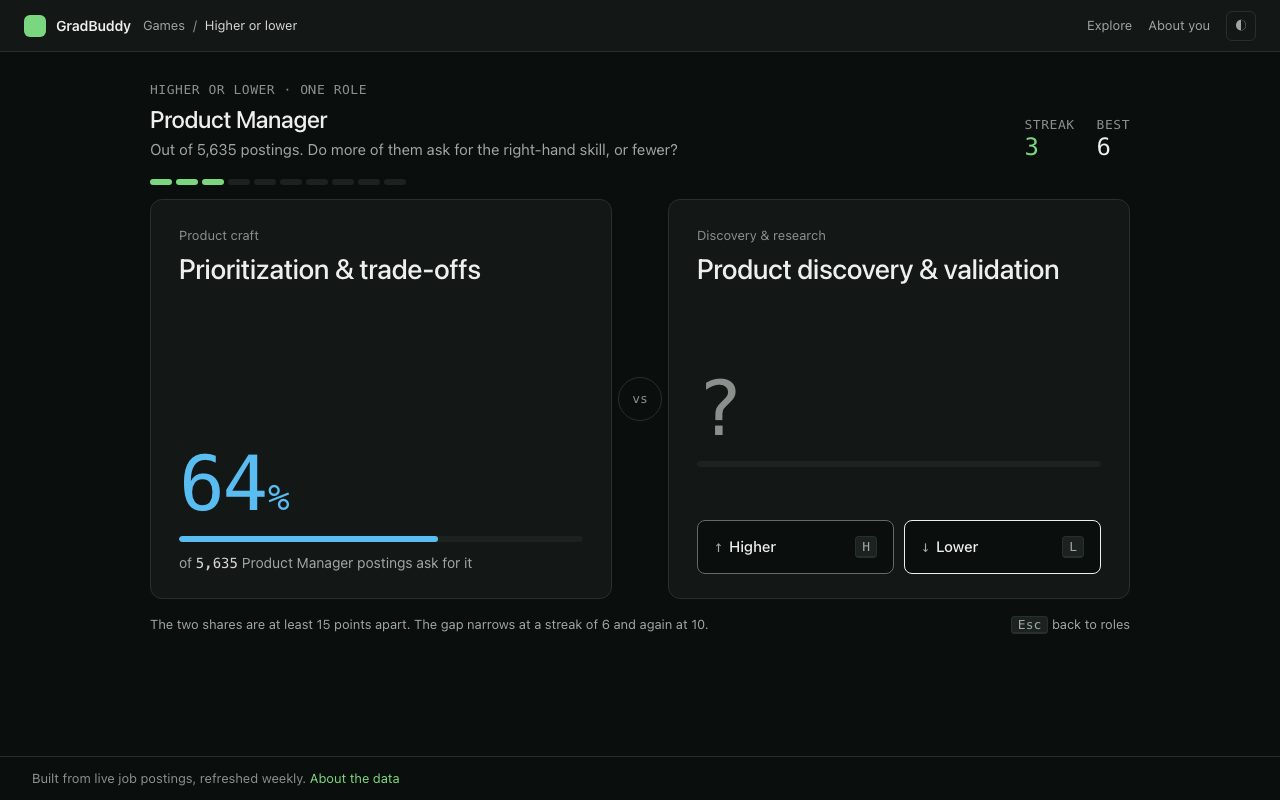 GradBuddy Games / Higher or lower Explore About you
HIGHER OR LOWER · ONE ROLE
Product Manager
Out of 5,635 postings. Do more of them ask for the right-hand skill, or fewer?
STREAK BEST
3 6
Product craft
Prioritization & trade-offs
64%
of 5,635 Product Manager postings ask for it
vs
Discovery & research
Product discovery & validation
?
↑ Higher H ↓ Lower L
The two shares are at least 15 points apart. The gap narrows at a streak of 6 and again at 10.
Esc back to roles
Built from live job postings, refreshed weekly. About the data